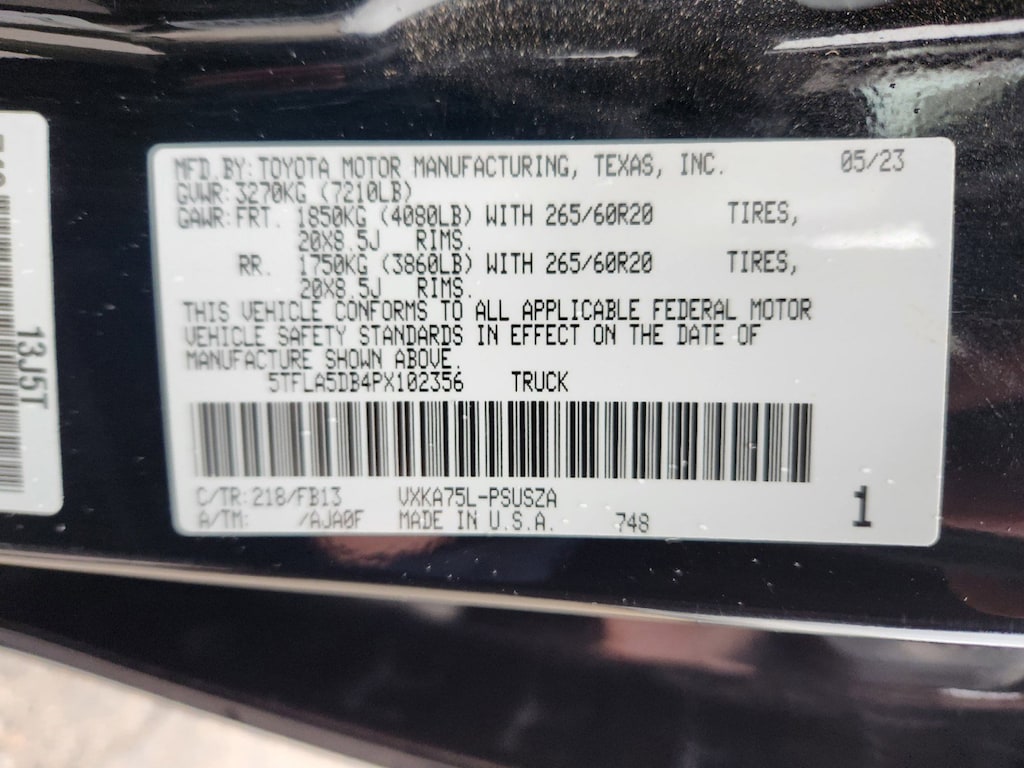 MFD.BY: TOYOTA MOTOR MANUFACTURING, TEXAS, INC. 05/23
GVWR: 3270KG (7210LB)
GAWR: FRT. 1850KG (4080LB) WITH 265/60R20 TIRES,
20X8.5J RIMS.
RR. 1750KG (3860LB) WITH 265/60R20 TIRES,
20X8.5J RIMS.
THIS VEHICLE CONFORMS TO ALL APPLICABLE FEDERAL MOTOR
VEHICLE SAFETY STANDARDS IN EFFECT ON THE DATE OF
MANUFACTURE SHOWN ABOVE.
5TFLA5DB4PX102356 TRUCK
C/TR: 218/FB13 VXKA75L-PSUSZA
A/TM: /AJA0F MADE IN U.S.A. 748 1
13J5T